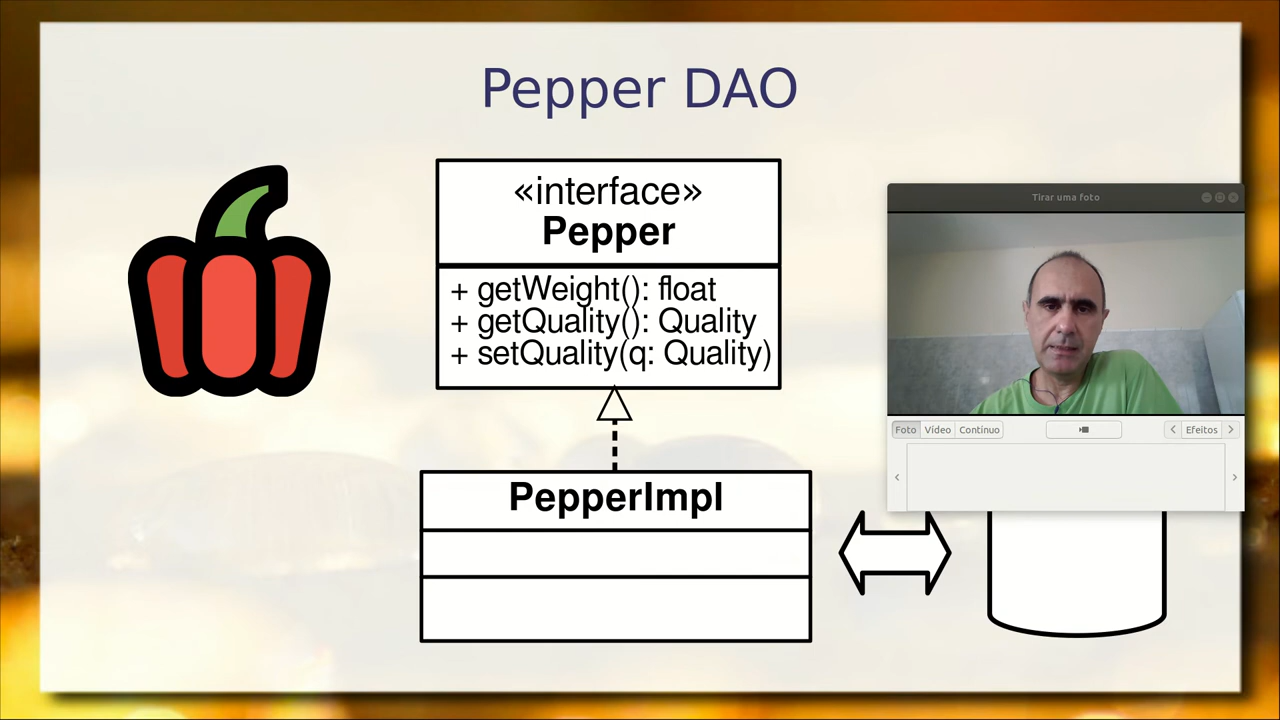 Pepper DAO
«interface»
Pepper
+ getWeight(): float
+ getQuality(): Quality
+ setQuality(q: Quality)
PepperImpl
Tirar uma foto
Foto Vídeo Contínuo Efeitos